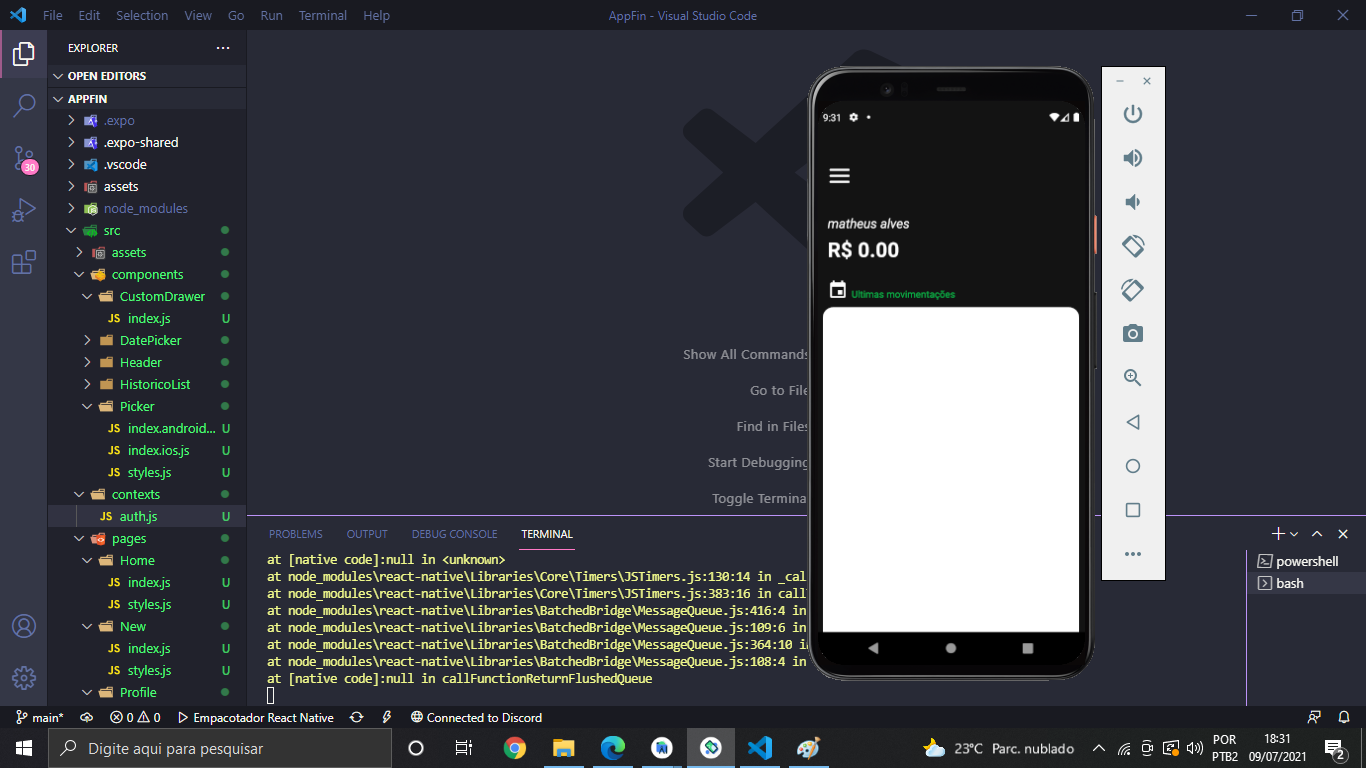 File Edit Selection View Go Run Terminal Help
AppFin - Visual Studio Code
EXPLORER
OPEN EDITORS
APPFIN
.expo
.expo-shared
.vscode
assets
node_modules
src
assets
components
CustomDrawer
index.js U
DatePicker
Header
HistoricoList
Picker
index.android... U
index.ios.js U
styles.js U
contexts
auth.js U
pages
Home
index.js U
styles.js U
New
index.js U
styles.js U
Profile
30
Show All Commands
Go to File
Find in Files
Start Debugging
Toggle Termina
9:31
matheus alves
R$ 0.00
Ultimas movimentações
PROBLEMS OUTPUT DEBUG CONSOLE TERMINAL
at [native code]:null in <unknown>
at node_modules\react-native\Libraries\Core\Timers\JSTimers.js:130:14 in _cal
at node_modules\react-native\Libraries\Core\Timers\JSTimers.js:383:16 in call
at node_modules\react-native\Libraries\BatchedBridge\MessageQueue.js:416:4 in
at node_modules\react-native\Libraries\BatchedBridge\MessageQueue.js:109:6 in
at node_modules\react-native\Libraries\BatchedBridge\MessageQueue.js:364:10 i
at node_modules\react-native\Libraries\BatchedBridge\MessageQueue.js:108:4 in
at [native code]:null in callFunctionReturnFlushedQueue
powershell
bash
main* 0 0 Empacotador React Native Connected to Discord
Digite aqui para pesquisar
23°C Parc. nublado
POR
PTB2
18:31
09/07/2021
2